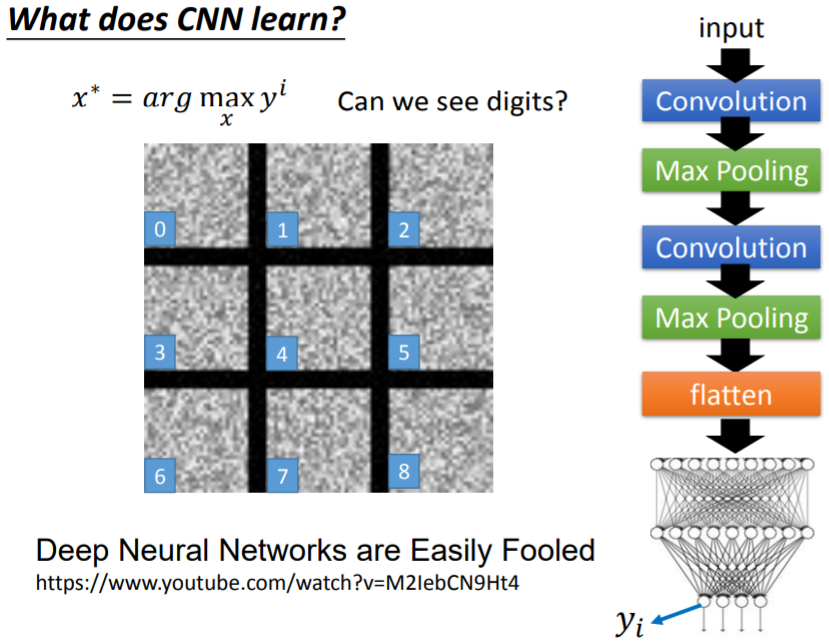 What does CNN learn?
x* = arg max y^i
x
Can we see digits?
0
1
2
3
4
5
6
7
8
Deep Neural Networks are Easily Fooled
https://www.youtube.com/watch?v=M2IebCN9Ht4
input
Convolution
Max Pooling
Convolution
Max Pooling
flatten
y_i